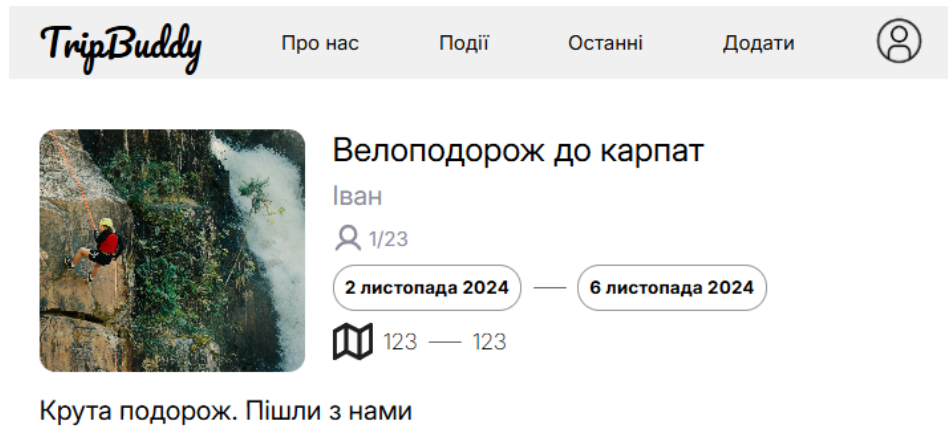 TripBuddy Про нас Події Останні Додати
Велоподорож до карпат
Іван
1/23
2 листопада 2024 — 6 листопада 2024
123 — 123
Крута подорож. Пішли з нами